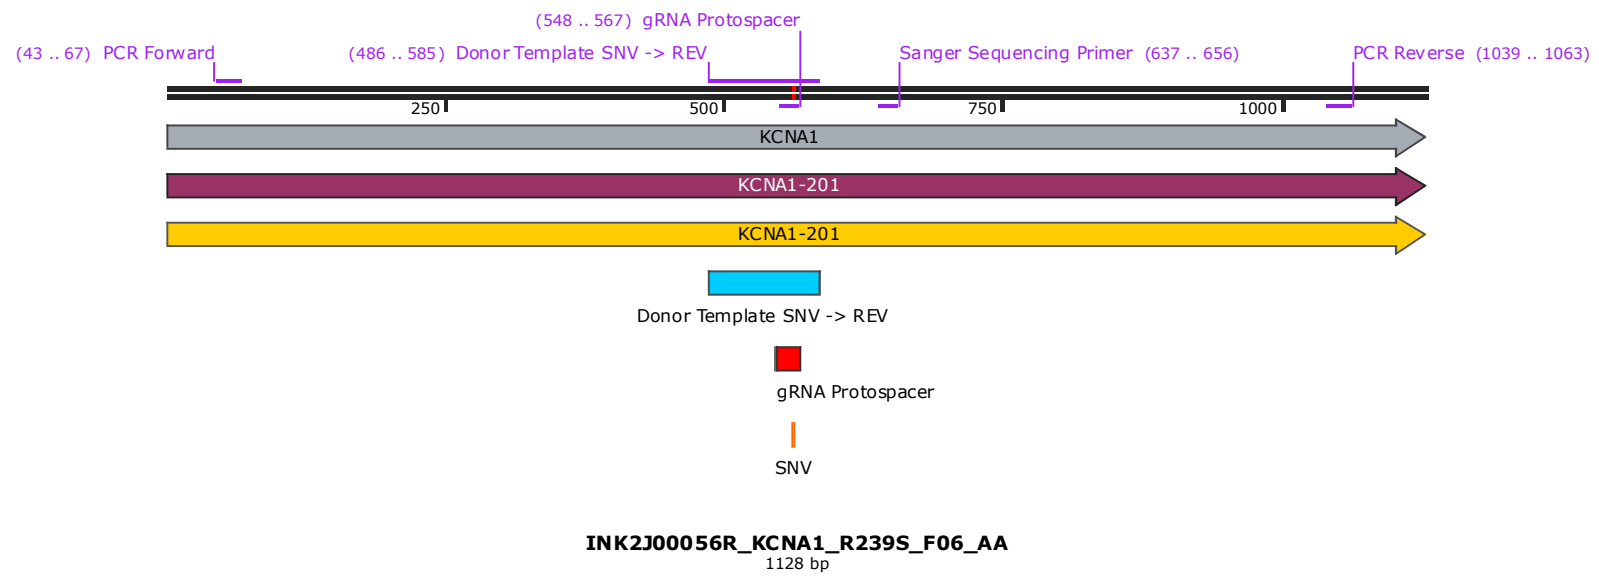 (548 .. 567) gRNA Protospacer
(43 .. 67) PCR Forward
(486 .. 585) Donor Template SNV -> REV
Sanger Sequencing Primer (637 .. 656)
PCR Reverse (1039 .. 1063)
250
500
750
1000
KCNA1
KCNA1-201
KCNA1-201
Donor Template SNV -> REV
gRNA Protospacer
SNV
INK2J00056R_KCNA1_R239S_F06_AA
1128 bp